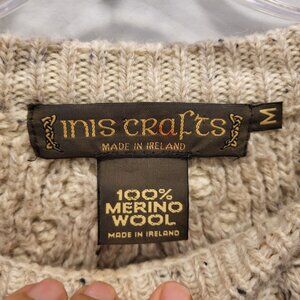 INIS CRAFTS
MADE IN IRELAND
M
100%
MERINO
WOOL
MADE IN IRELAND